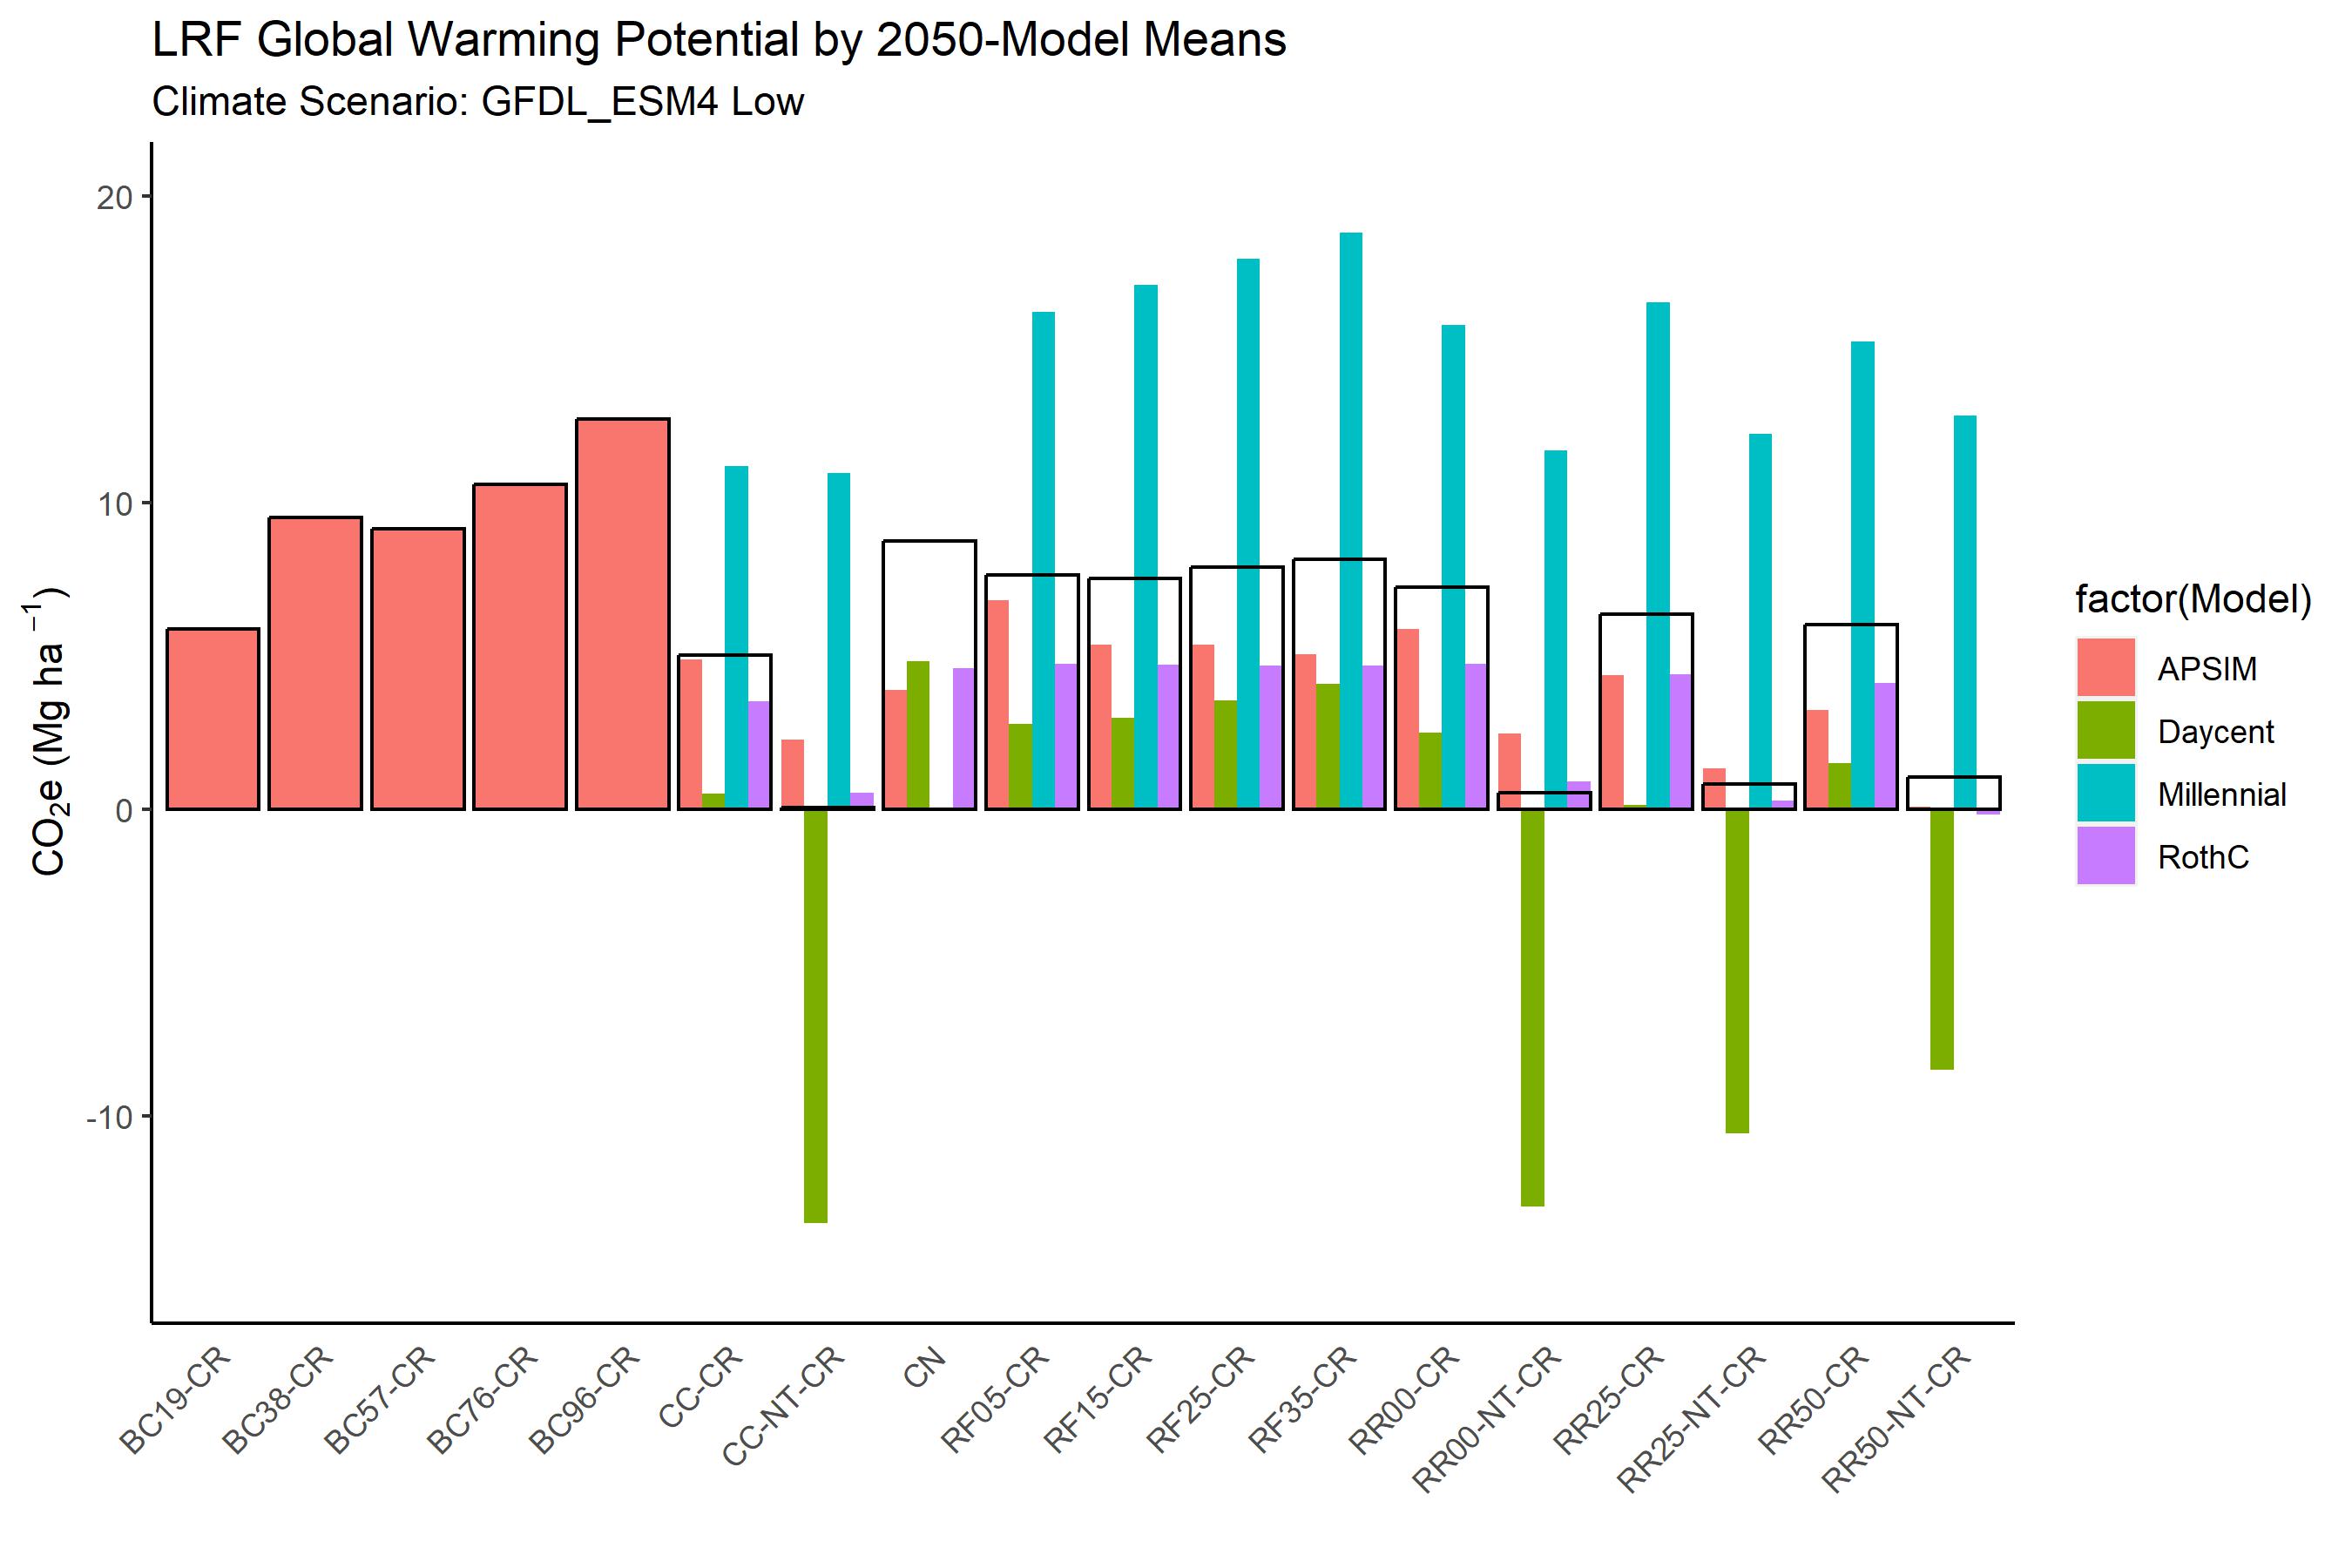 LRF Global Warming Potential by 2050-Model Means
Climate Scenario: GFDL_ESM4 Low
20
10
0
-10
CO₂e (Mg ha ⁻¹)
BC19-CR
BC38-CR
BC57-CR
BC76-CR
BC96-CR
CC-CR
CC-NT-CR
CN
RF05-CR
RF15-CR
RF25-CR
RF35-CR
RR00-CR
RR00-NT-CR
RR25-CR
RR25-NT-CR
RR50-CR
RR50-NT-CR
factor(Model)
APSIM
Daycent
Millennial
RothC